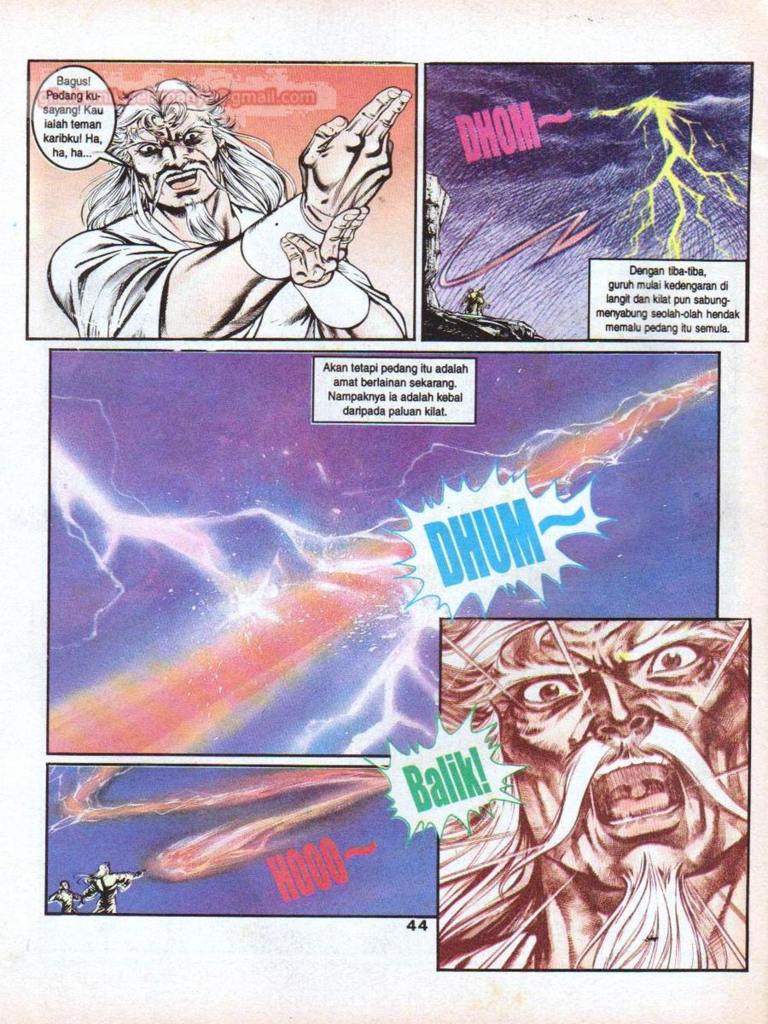 Bagus!
Pedang ku-
sayang! Kau
ialah teman
karibku! Ha,
ha, ha...
@gmail.com
DHOM~
Dengan tiba-tiba,
guruh mulai kedengaran di
langit dan kilat pun sabung-
menyabung seolah-olah hendak
memalu pedang itu semula.
Akan tetapi pedang itu adalah
amat berlainan sekarang.
Nampaknya ia adalah kebal
daripada paluan kilat.
DHUM~
Balik!
HOOO~
44